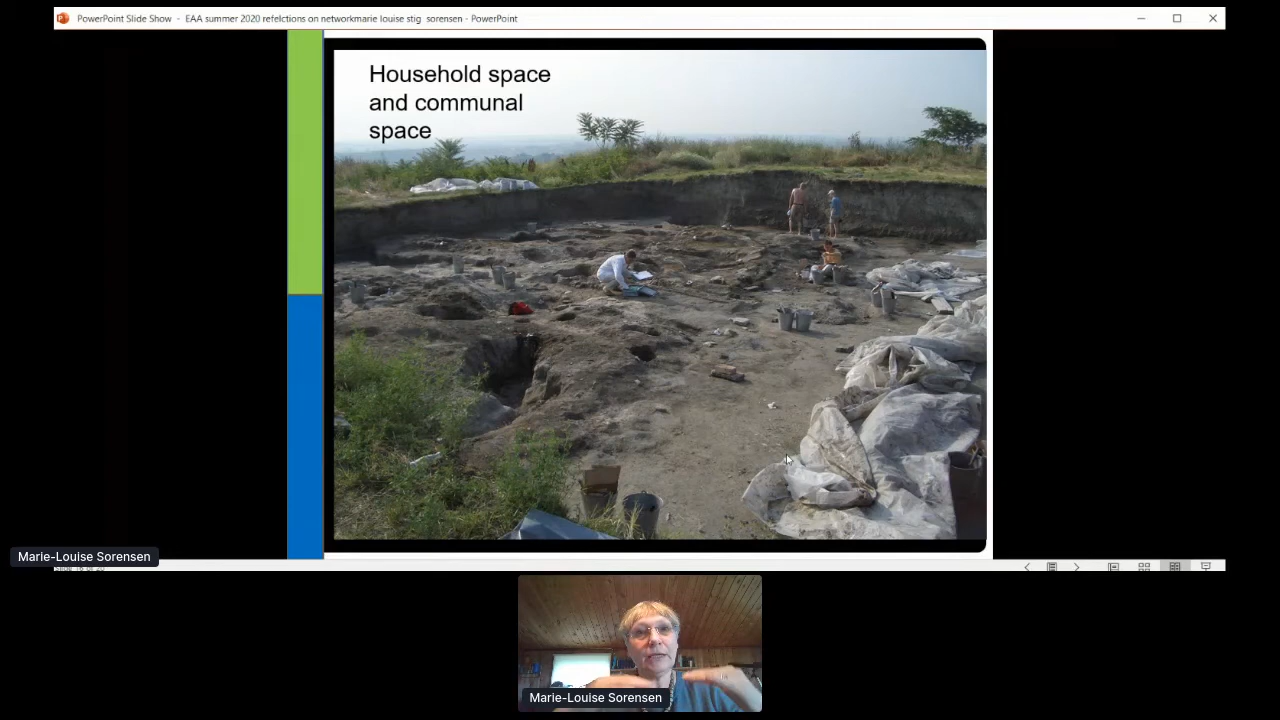 PowerPoint Slide Show - EAA summer 2020 refelctions on networkmarie louise stig sorensen - PowerPoint
Household space
and communal
space
Marie-Louise Sorensen
Marie-Louise Sorensen